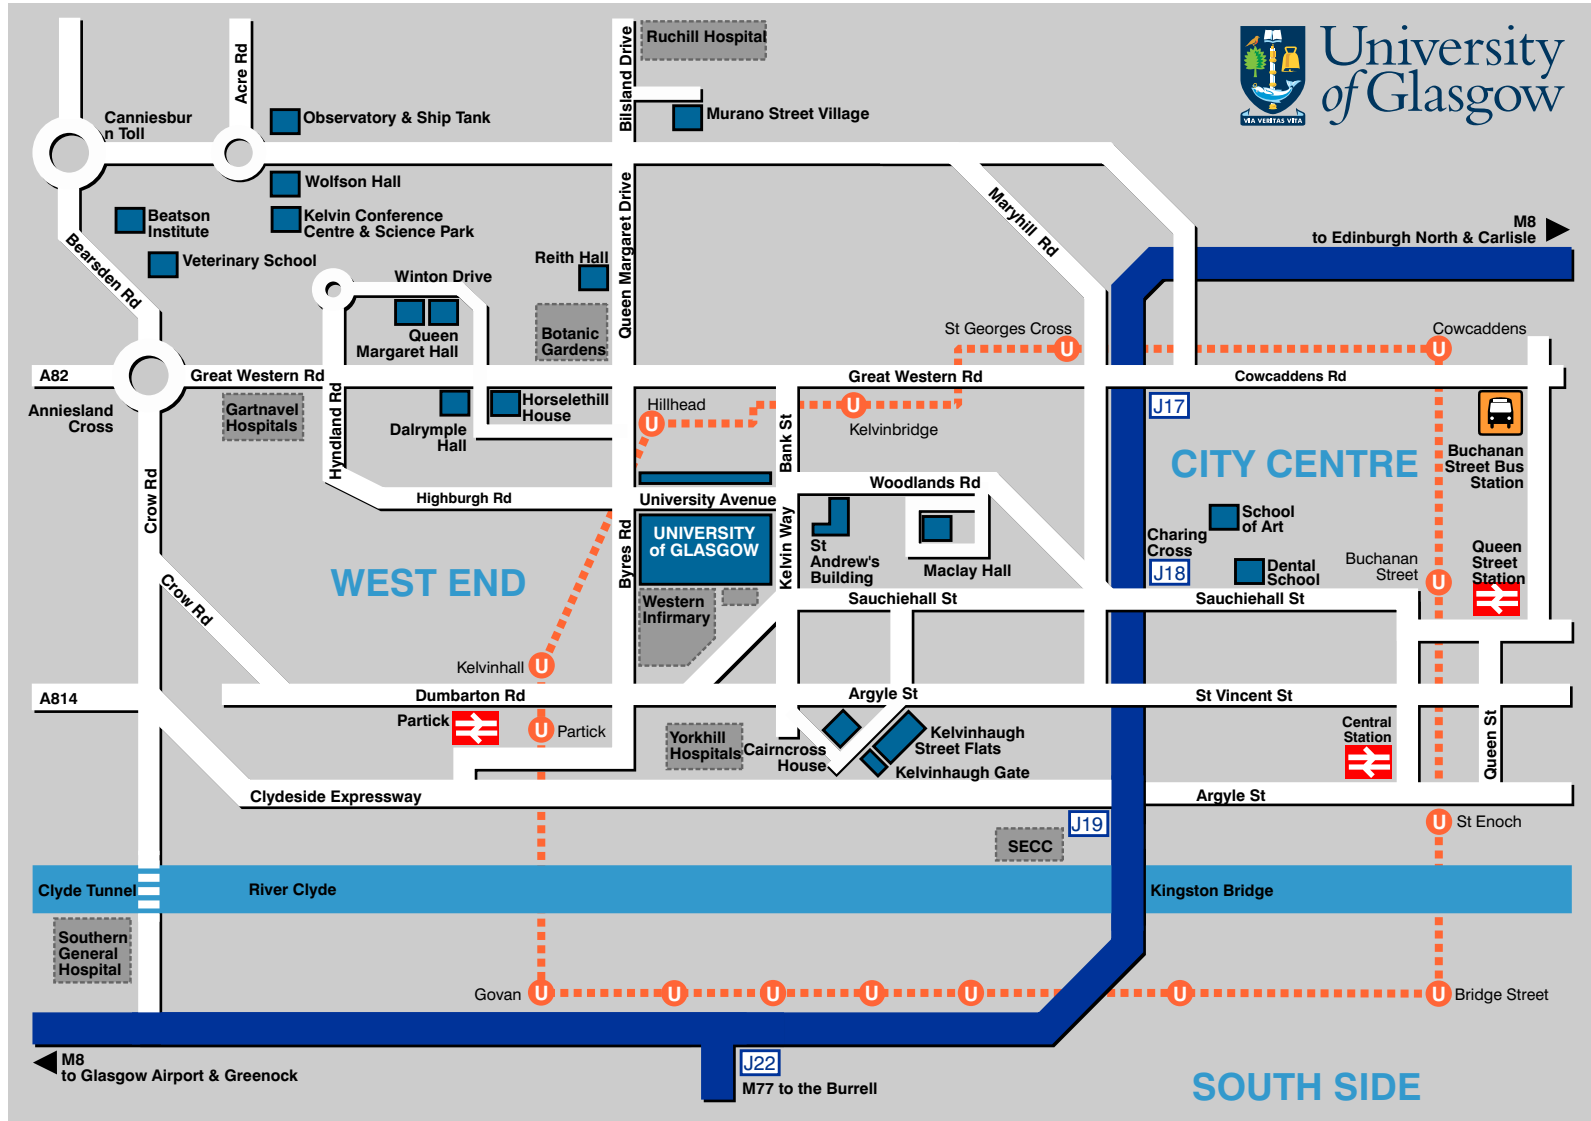 Ruchill Hospital
University
of Glasgow
VIA VERITAS VITA
Acre Rd
Bilsland Drive
Canniesbur
n Toll
Observatory & Ship Tank
Murano Street Village
Wolfson Hall
Beatson
Institute
Kelvin Conference
Centre & Science Park
Queen Margaret Drive
Maryhill Rd
M8
to Edinburgh North & Carlisle
Bearsden Rd
Veterinary School
Reith Hall
Winton Drive
Queen
Margaret Hall
Botanic
Gardens
St Georges Cross
U
Cowcaddens
U
A82
Great Western Rd
Great Western Rd
Cowcaddens Rd
Anniesland
Cross
Gartnavel
Hospitals
Hyndland Rd
Dalrymple
Hall
Horselethill
House
Hillhead
U
Bank St
U
Kelvinbridge
J17
CITY CENTRE
Buchanan
Street Bus
Station
Crow Rd
Highburgh Rd
University Avenue
Woodlands Rd
UNIVERSITY
of GLASGOW
Byres Rd
Kelvin Way
St
Andrew's
Building
Maclay Hall
School
of Art
Charing
Cross
J18
Dental
School
Buchanan
Street
U
Queen
Street
Station
WEST END
Crow Rd
Western
Infirmary
Sauchiehall St
Sauchiehall St
Kelvinhall
U
A814
Dumbarton Rd
Argyle St
St Vincent St
Partick
U
Partick
Yorkhill
Hospitals
Cairncross
House
Kelvinhaugh
Street Flats
Kelvinhaugh Gate
Central
Station
Queen St
Clydeside Expressway
Argyle St
J19
SECC
U
St Enoch
Clyde Tunnel
River Clyde
Kingston Bridge
Southern
General
Hospital
Govan
U
U
U
U
U
U
U
Bridge Street
M8
to Glasgow Airport & Greenock
J22
M77 to the Burrell
SOUTH SIDE